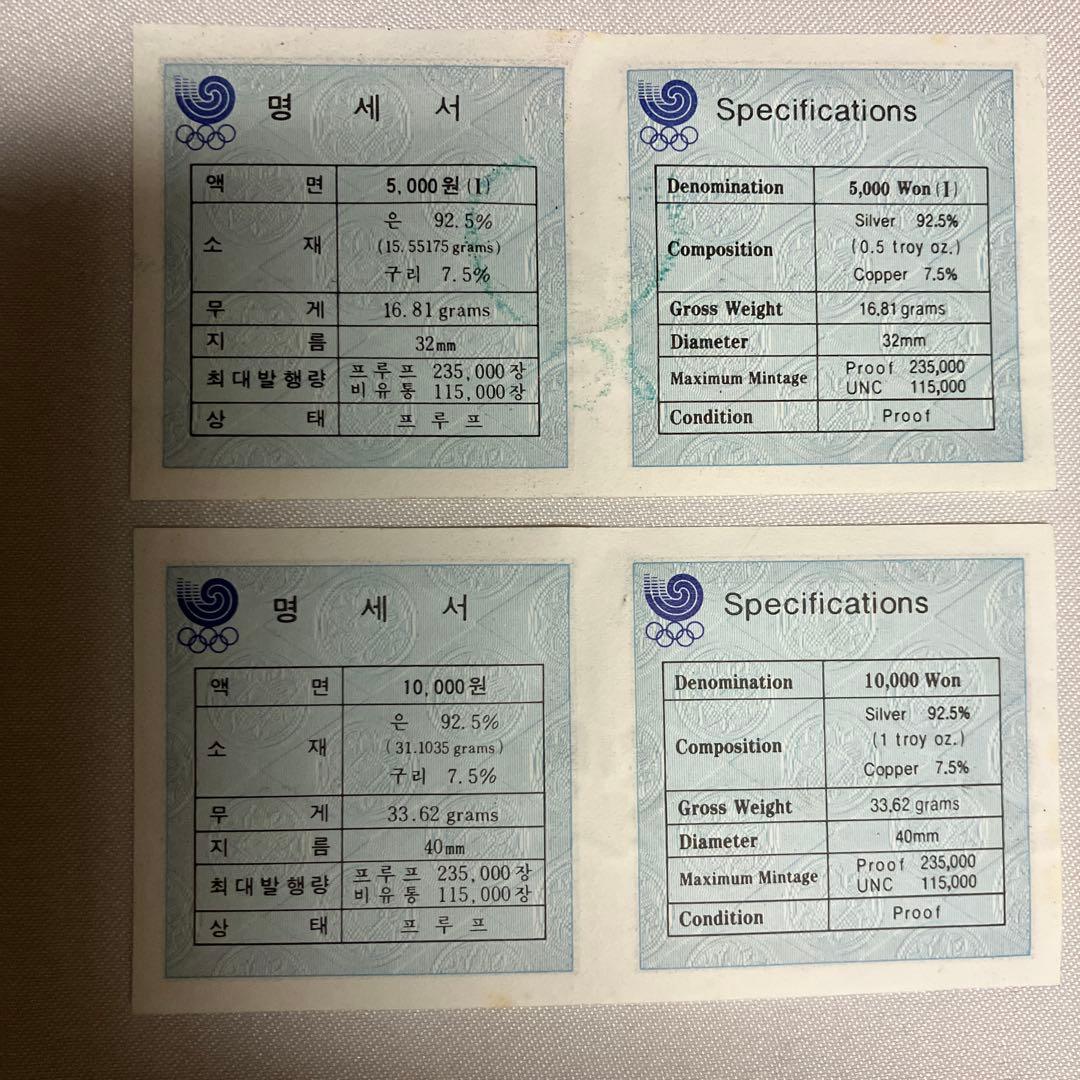 명 세 서
액 면 5,000원(I)
소 재 은 92.5%
(15.55175 grams)
구리 7.5%
무 게 16.81 grams
지 름 32mm
최대발행량 프루프 235,000장
비유통 115,000장
상 태 프루프
Specifications
Denomination 5,000 Won (I)
Composition Silver 92.5%
(0.5 troy oz.)
Copper 7.5%
Gross Weight 16.81 grams
Diameter 32mm
Maximum Mintage Proof 235,000
UNC 115,000
Condition Proof
명 세 서
액 면 10,000원
소 재 은 92.5%
(31.1035 grams)
구리 7.5%
무 게 33.62 grams
지 름 40mm
최대발행량 프루프 235,000장
비유통 115,000장
상 태 프루프
Specifications
Denomination 10,000 Won
Composition Silver 92.5%
(1 troy oz.)
Copper 7.5%
Gross Weight 33.62 grams
Diameter 40mm
Maximum Mintage Proof 235,000
UNC 115,000
Condition Proof